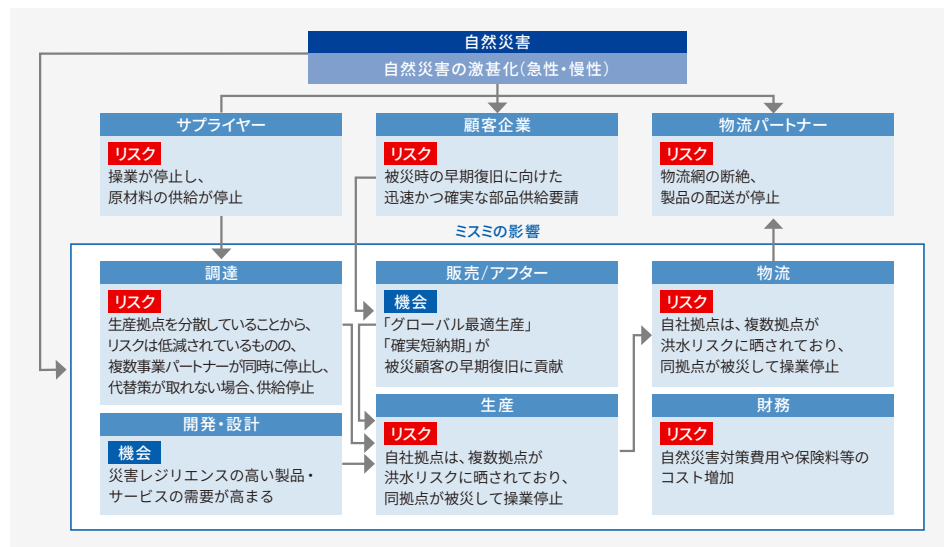 自然災害
自然災害の激甚化(急性・慢性)
サプライヤー
リスク
操業が停止し、
原材料の供給が停止
顧客企業
リスク
被災時の早期復旧に向けた
迅速かつ確実な部品供給要請
物流パートナー
リスク
物流網の断絶、
製品の配送が停止
ミスミの影響
調達
リスク
生産拠点を分散していることから、
リスクは低減されているものの、
複数事業パートナーが同時に停止し、
代替策が取れない場合、供給停止
販売/アフター
機会
「グローバル最適生産」
「確実短納期」が
被災顧客の早期復旧に貢献
物流
リスク
自社拠点は、複数拠点が
洪水リスクに晒されており、
同拠点が被災して操業停止
開発・設計
機会
災害レジリエンスの高い製品・
サービスの需要が高まる
生産
リスク
自社拠点は、複数拠点が
洪水リスクに晒されており、
同拠点が被災して操業停止
財務
リスク
自然災害対策費用や保険料等の
コスト増加